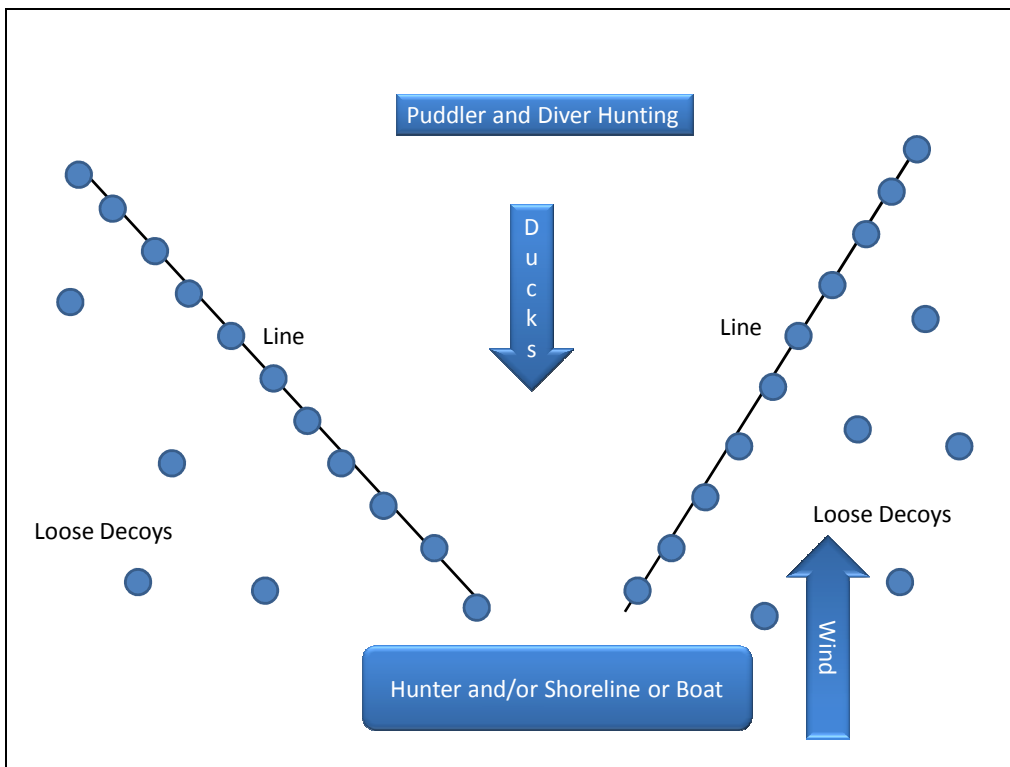 Puddler and Diver Hunting
Ducks
Line
Line
Loose Decoys
Loose Decoys
Wind
Hunter and/or Shoreline or Boat